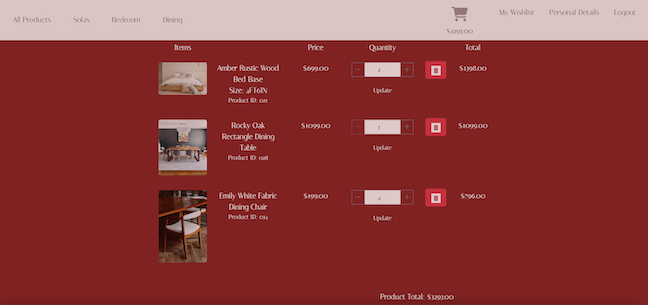 All Products Sofas Bedroom Dining My Wishlist Personal Details Logout
$3293.00
Items Price Quantity Total
Amber Rustic Wood Bed Base $699.00 - 2 + $1398.00
Size: 4FT6IN
Product ID: 021
Update
Rocky Oak Rectangle Dining Table $1099.00 - 1 + $1099.00
Product ID: 028
Update
Emily White Fabric Dining Chair $199.00 - 4 + $796.00
Product ID: 024
Update
Product Total: $3293.00